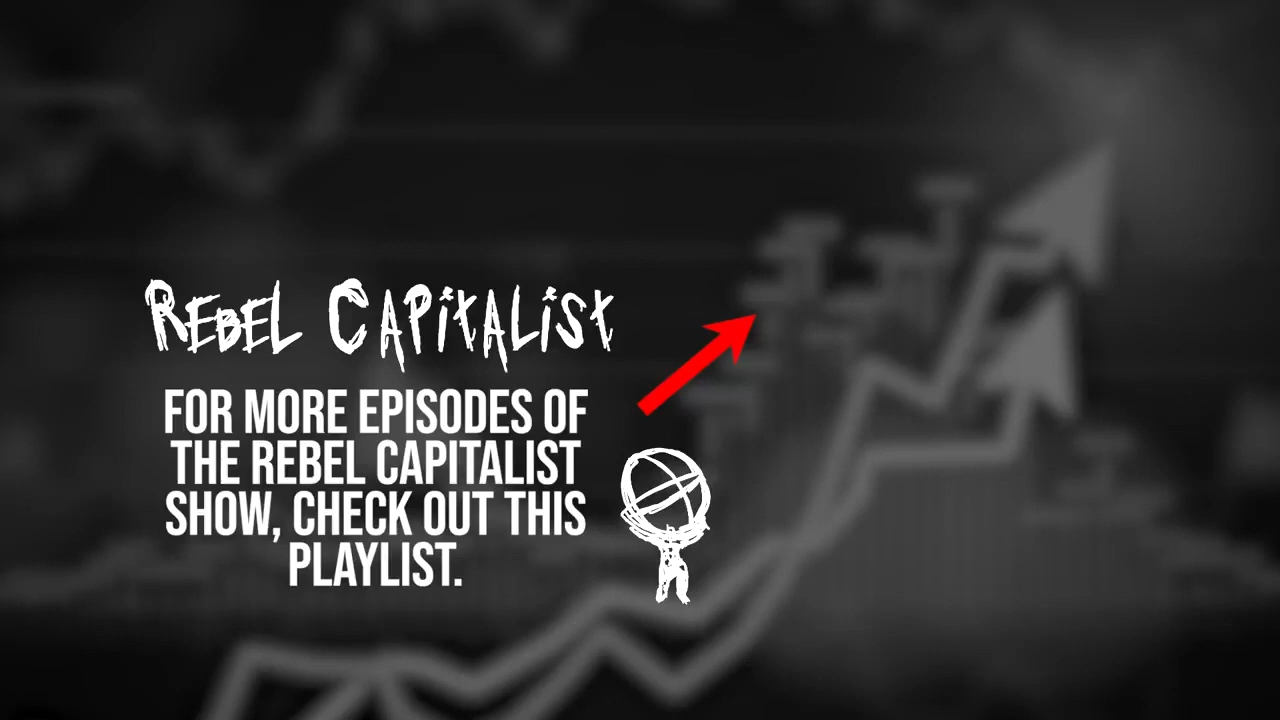 REBEL CAPITALIST
FOR MORE EPISODES OF
THE REBEL CAPITALIST
SHOW, CHECK OUT THIS
PLAYLIST.